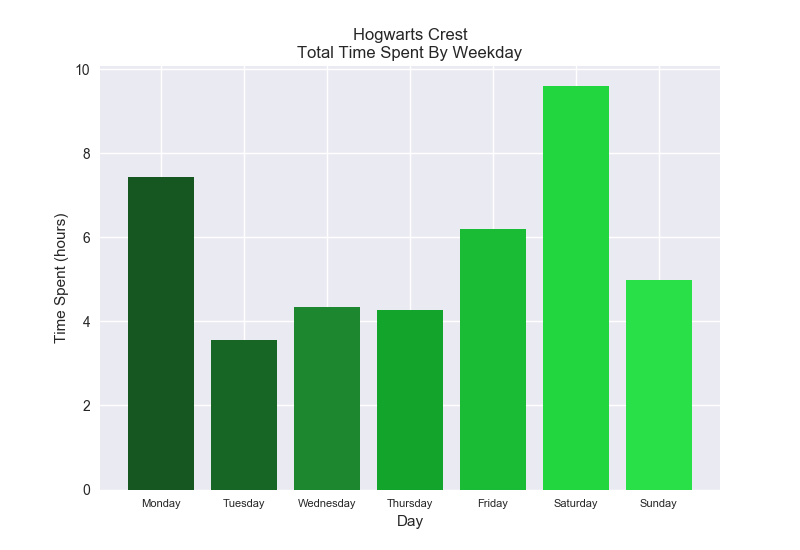 Hogwarts Crest
Total Time Spent By Weekday
10
8
6
4
2
0
Time Spent (hours)
Monday Tuesday Wednesday Thursday Friday Saturday Sunday
Day